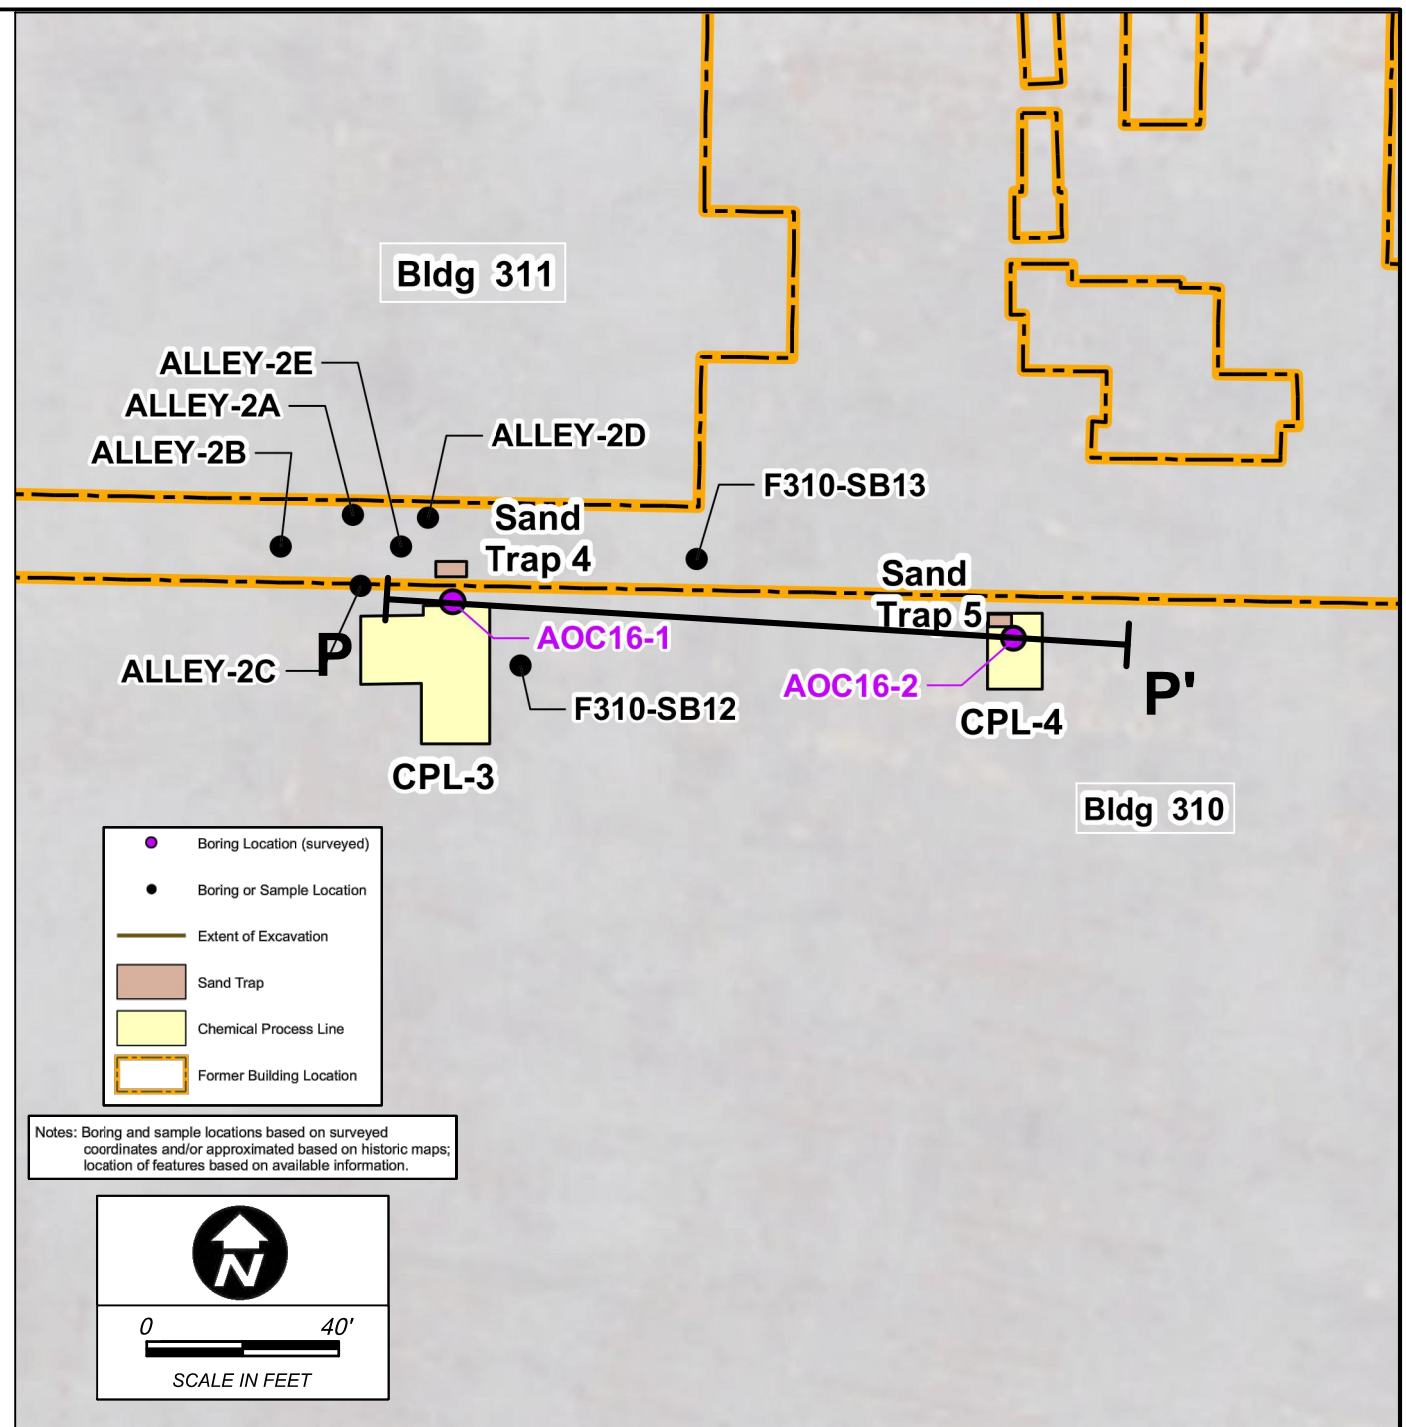 Bldg 311
ALLEY-2E
ALLEY-2A
ALLEY-2D
ALLEY-2B
F310-SB13
Sand
Trap 4
Sand
Trap 5
AOC16-1
P
ALLEY-2C
AOC16-2
P'
F310-SB12
CPL-4
CPL-3
Bldg 310
Boring Location (surveyed)
Boring or Sample Location
Extent of Excavation
Sand Trap
Chemical Process Line
Former Building Location
Notes: Boring and sample locations based on surveyed
coordinates and/or approximated based on historic maps;
location of features based on available information.
N
0 40'
SCALE IN FEET